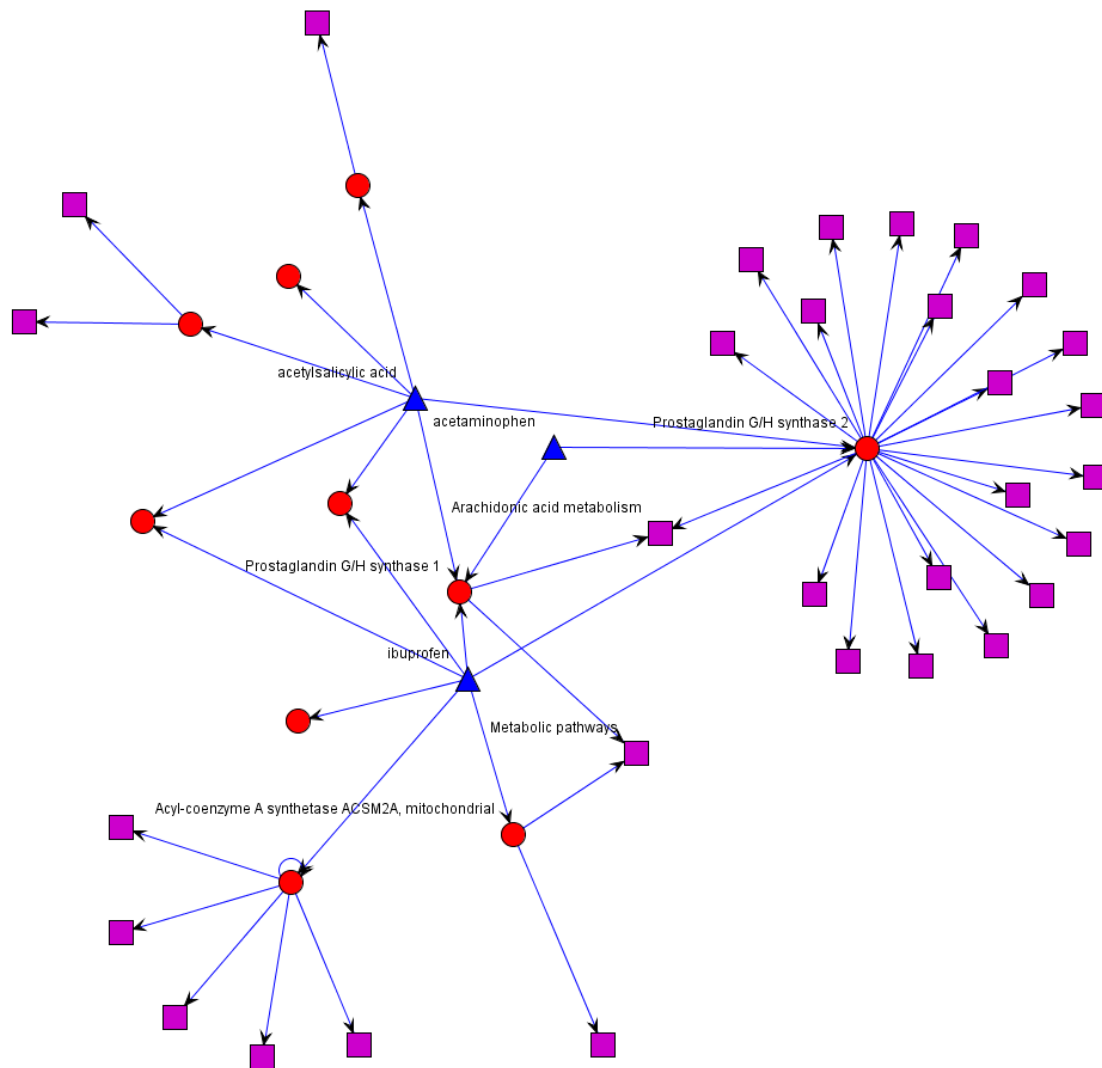 acetylsalicylic acid
acetaminophen
Prostaglandin G/H synthase 2
Arachidonic acid metabolism
Prostaglandin G/H synthase 1
ibuprofen
Metabolic pathways
Acyl-coenzyme A synthetase ACSM2A, mitochondrial